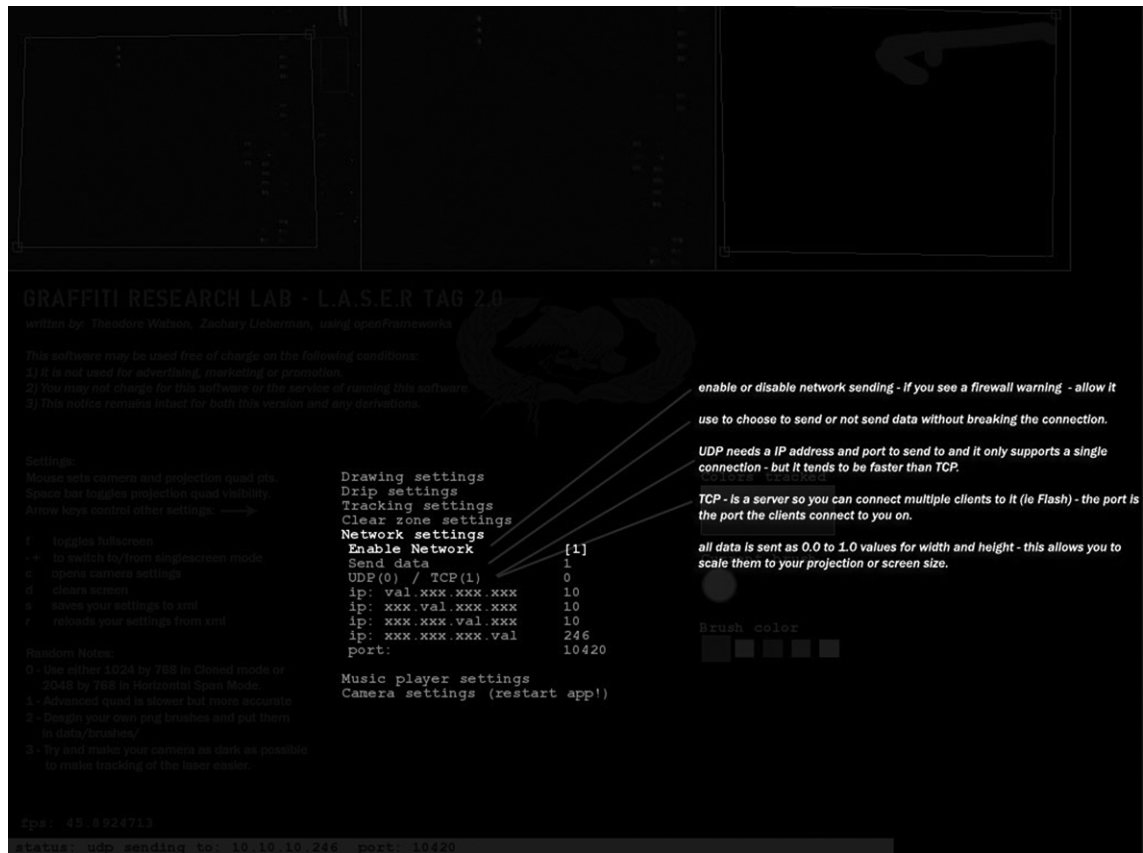 GRAFFITI RESEARCH LAB - L.A.S.E.R TAG 2.0
written by: Theodore Watson, Zachary Lieberman, using openFrameworks
This software may be used free of charge on the following conditions:
1) It is not used for advertising, marketing or promotion.
2) You may not charge for this software or the service of running this software
3) This notice remains intact for both this version and any derivations.
Settings:
Mouse sets camera and projection quad pts.
Space bar toggles projection quad visibility.
Arrow keys control other settings:
f toggles fullscreen
- + to switch to/from singlescreen mode
c opens camera settings
d clears screen
s saves your settings to xml
r reloads your settings from xml
Random Notes:
0 - Use either 1024 by 768 in Cloned mode or
2048 by 768 in Horizontal Span Mode.
1 - Advanced quad is slower but more accurate
2 - Desgin your own png brushes and put them
in data/brushes/
3 - Try and make your camera as dark as possible
to make tracking of the laser easier.
Drawing settings
Drip settings
Tracking settings
Clear zone settings
Network settings
Enable Network [1]
Send data 1
UDP(0) / TCP(1) 0
ip: val.xxx.xxx.xxx 10
ip: xxx.val.xxx.xxx 10
ip: xxx.xxx.val.xxx 10
ip: xxx.xxx.xxx.val 246
port: 10420
Music player settings
Camera settings (restart app!)
enable or disable network sending - if you see a firewall warning - allow it
use to choose to send or not send data without breaking the connection.
UDP needs a IP address and port to send to and it only supports a single
connection - but it tends to be faster than TCP.
Colors tracked
TCP - is a server so you can connect multiple clients to it (ie Flash) - the port is
the port the clients connect to you on.
all data is sent as 0.0 to 1.0 values for width and height - this allows you to
scale them to your projection or screen size.
Brush color
fps: 45.8924713
status: udp sending to: 10.10.10.246 port: 10420